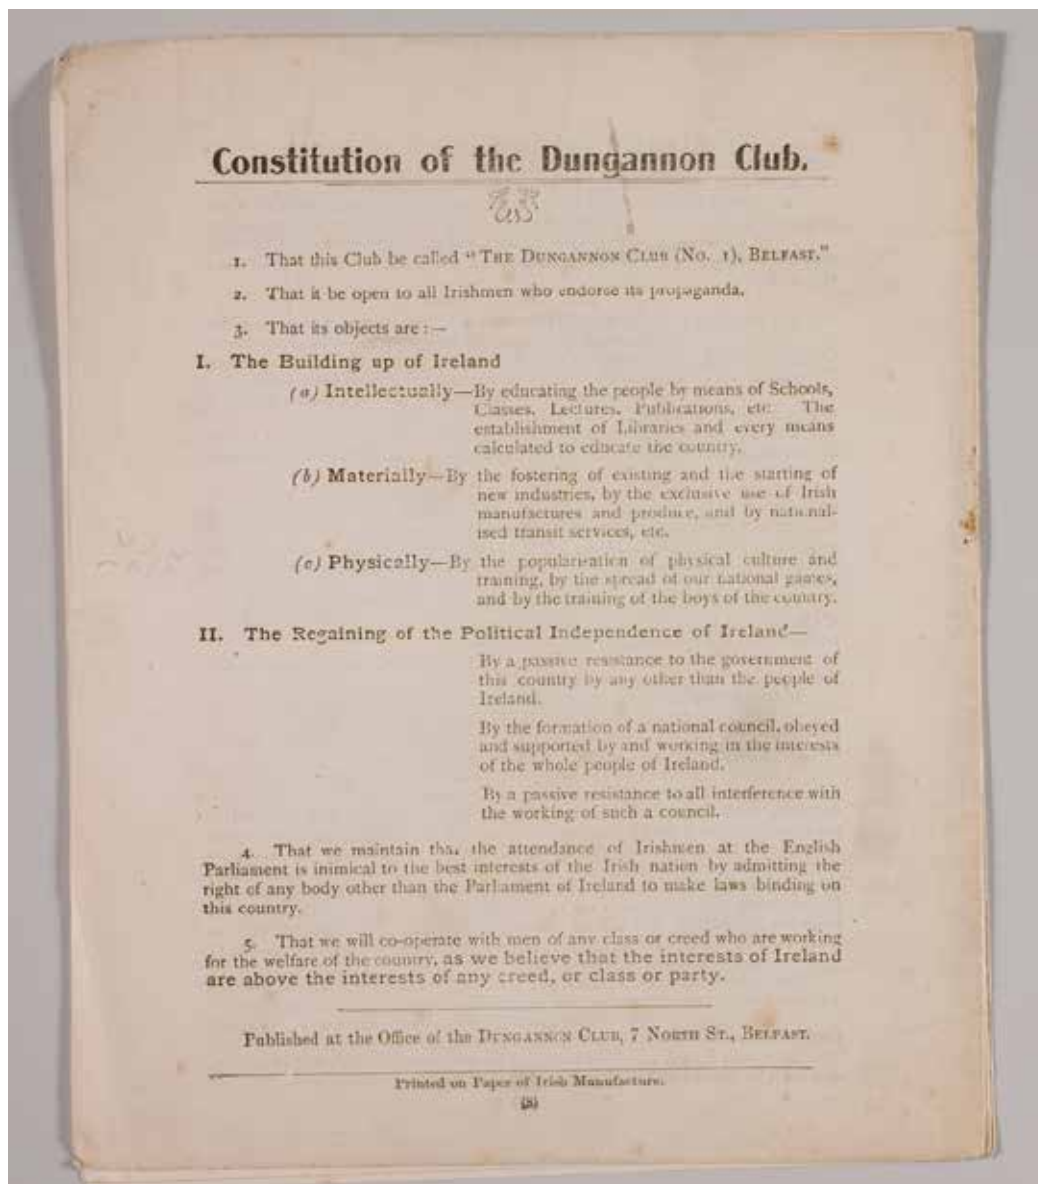 Constitution of the Dungannon Club.
1. That this Club be called "THE DUNGANNON CLUB (No. 1), BELFAST."
2. That it be open to all Irishmen who endorse its propaganda.
3. That its objects are :—
I. The Building up of Ireland
(a) Intellectually—By educating the people by means of Schools,
Classes, Lectures, Publications, etc. The
establishment of Libraries and every means
calculated to educate the country.
(b) Materially—By the fostering of existing and the starting of
new industries, by the exclusive use of Irish
manufactures and produce, and by national-
ised transit services, etc.
(c) Physically—By the popularisation of physical culture and
training, by the spread of our national games,
and by the training of the boys of the country.
II. The Regaining of the Political Independence of Ireland—
By a passive resistance to the government of
this country by any other than the people of
Ireland.
By the formation of a national council, obeyed
and supported by and working in the interests
of the whole people of Ireland.
By a passive resistance to all interference with
the working of such a council.
4. That we maintain that the attendance of Irishmen at the English
Parliament is inimical to the best interests of the Irish nation by admitting the
right of any body other than the Parliament of Ireland to make laws binding on
this country.
5. That we will co-operate with men of any class or creed who are working
for the welfare of the country, as we believe that the interests of Ireland
are above the interests of any creed, or class or party.
Published at the Office of the DUNGANNON CLUB, 7 NORTH ST., BELFAST.
Printed on Paper of Irish Manufacture.